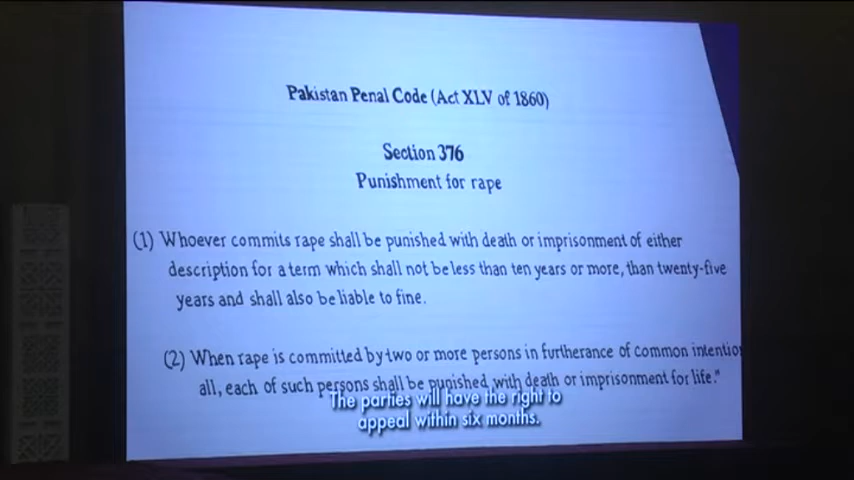 Pakistan Penal Code (Act XLV of 1860)
Section 376
Punishment for rape
(1) Whoever commits rape shall be punished with death or imprisonment of either
description for a term which shall not be less than ten years or more, than twenty-five
years and shall also be liable to fine.
(2) When rape is committed by two or more persons in furtherance of common intention
all, each of such persons shall be punished with death or imprisonment for life."
The parties will have the right to
appeal within six months.